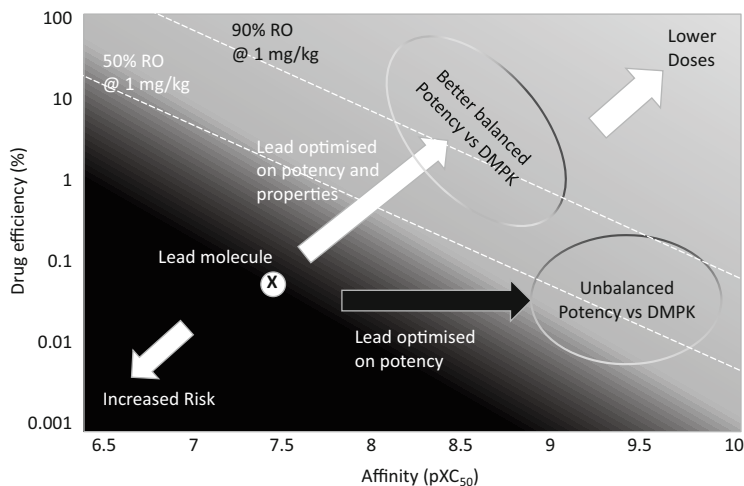 100
10
1
0.1
0.01
0.001
Drug efficiency (%)
90% RO
@ 1 mg/kg
50% RO
@ 1 mg/kg
Lower
Doses
Better balanced
Potency vs DMPK
Lead optimised
on potency and
properties
Lead molecule
X
Unbalanced
Potency vs DMPK
Lead optimised
on potency
Increased Risk
6.5 7 7.5 8 8.5 9 9.5 10
Affinity (pXC₅₀)